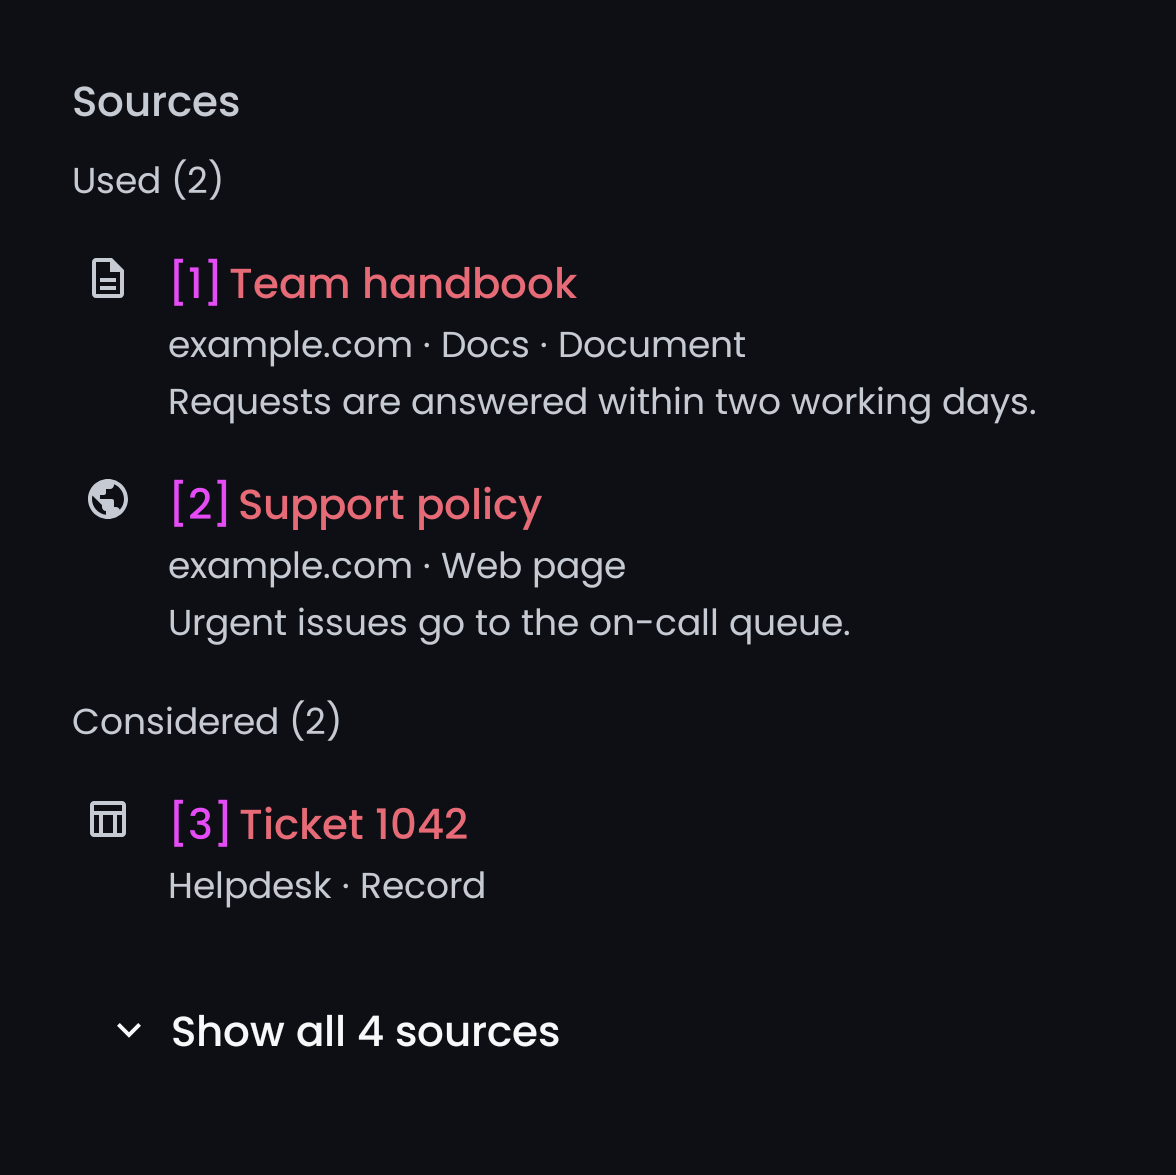 Sources
Used (2)
[1] Team handbook
example.com · Docs · Document
Requests are answered within two working days.
[2] Support policy
example.com · Web page
Urgent issues go to the on-call queue.
Considered (2)
[3] Ticket 1042
Helpdesk · Record
Show all 4 sources